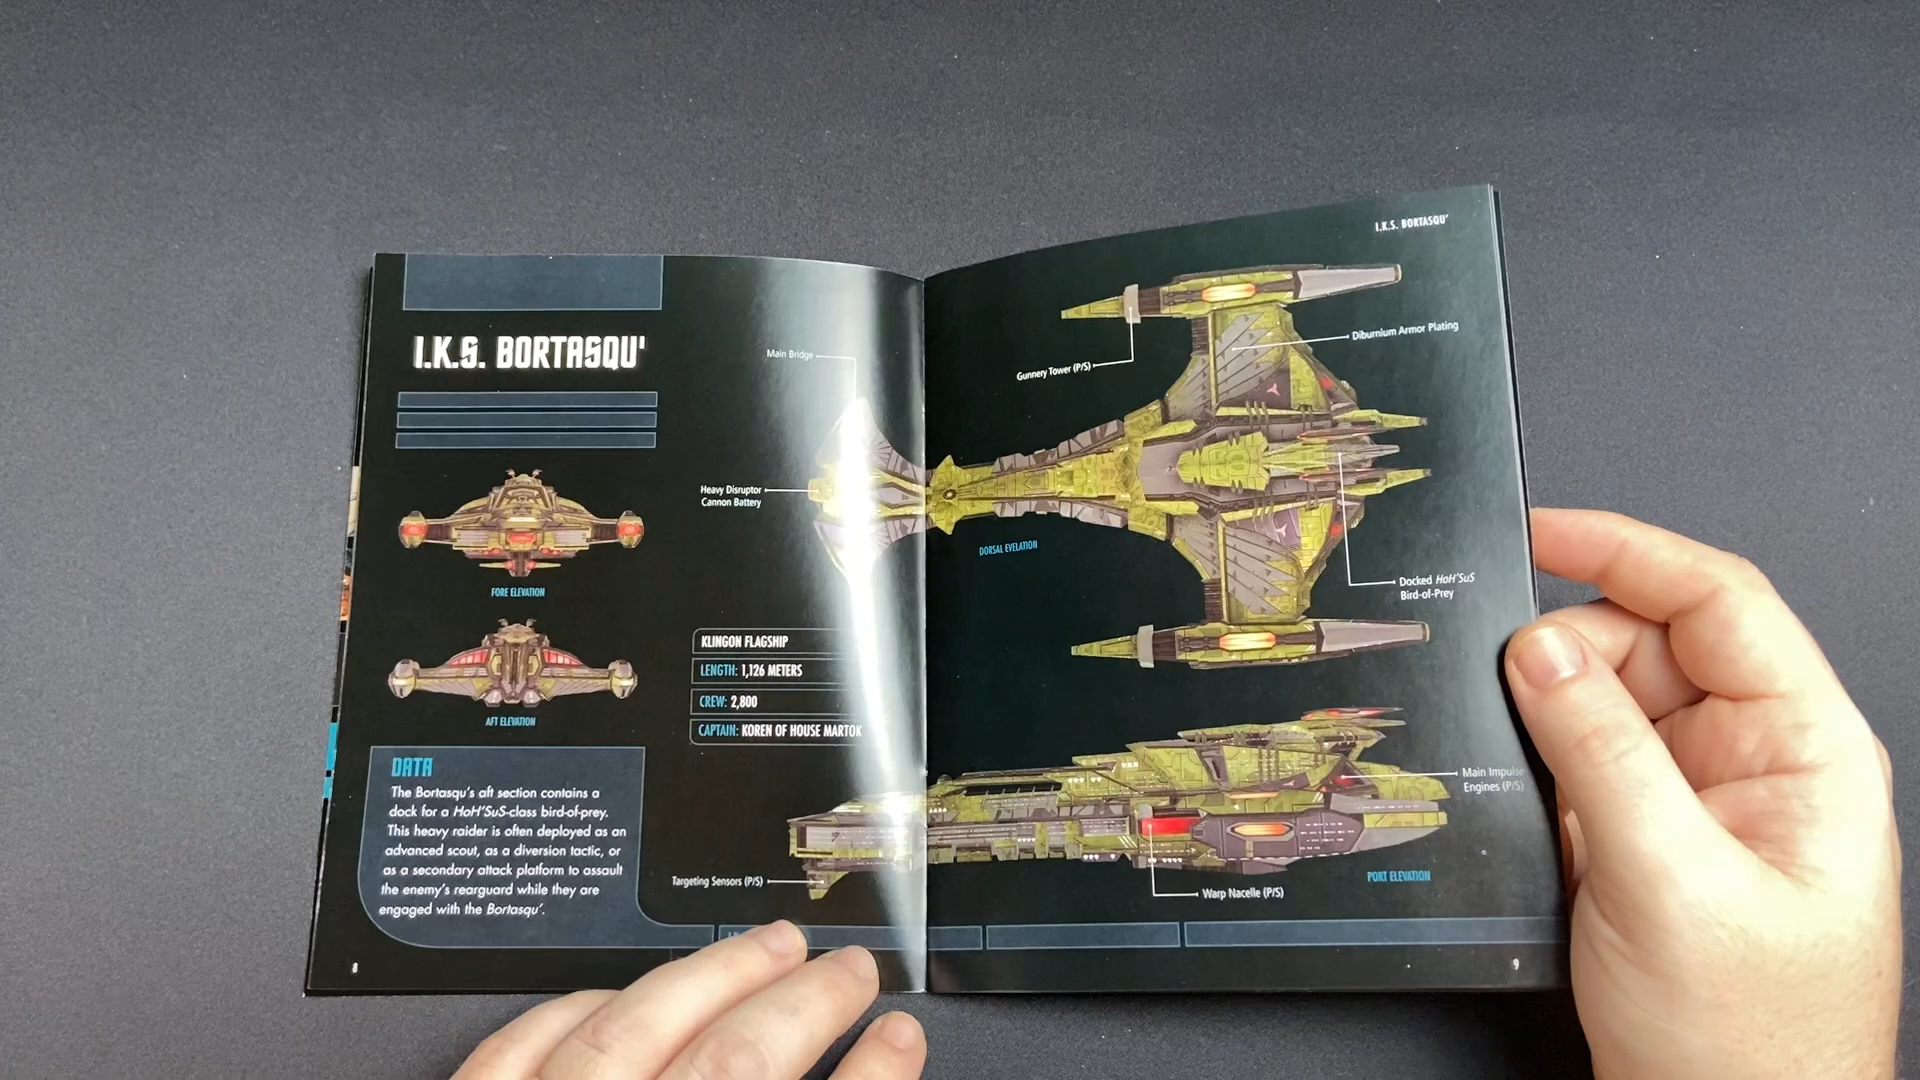 I.K.S. BORTASQU'
I.K.S. BORTASQU'
Main Bridge
Heavy Disruptor
Cannon Battery
FORE ELEVATION
AFT ELEVATION
KLINGON FLAGSHIP
LENGTH: 1,126 METERS
CREW: 2,800
CAPTAIN: KOREN OF HOUSE MARTOK
DATA
The Bortasqu's aft section contains a
dock for a HoH'SuS-class bird-of-prey.
This heavy raider is often deployed as an
advanced scout, as a diversion tactic, or
as a secondary attack platform to assault
the enemy's rearguard while they are
engaged with the Bortasqu'.
Targeting Sensors (P/S)
8
Gunnery Tower (P/S)
Diburnium Armor Plating
DORSAL EVELATION
Docked HoH'SuS
Bird-of-Prey
Main Impulse
Engines (P/S)
PORT ELEVATION
Warp Nacelle (P/S)
9